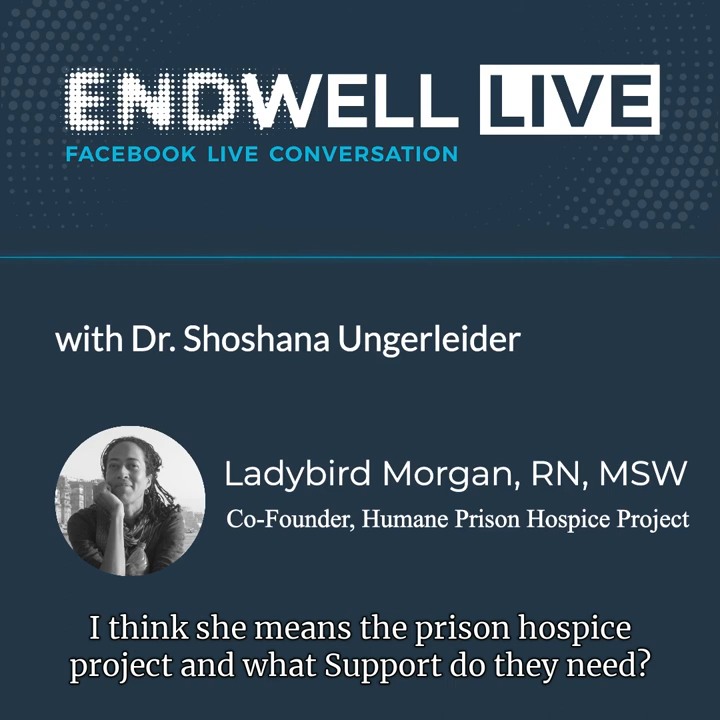 ENDWELL LIVE
FACEBOOK LIVE CONVERSATION
with Dr. Shoshana Ungerleider
Ladybird Morgan, RN, MSW
Co-Founder, Humane Prison Hospice Project
I think she means the prison hospice
project and what Support do they need?